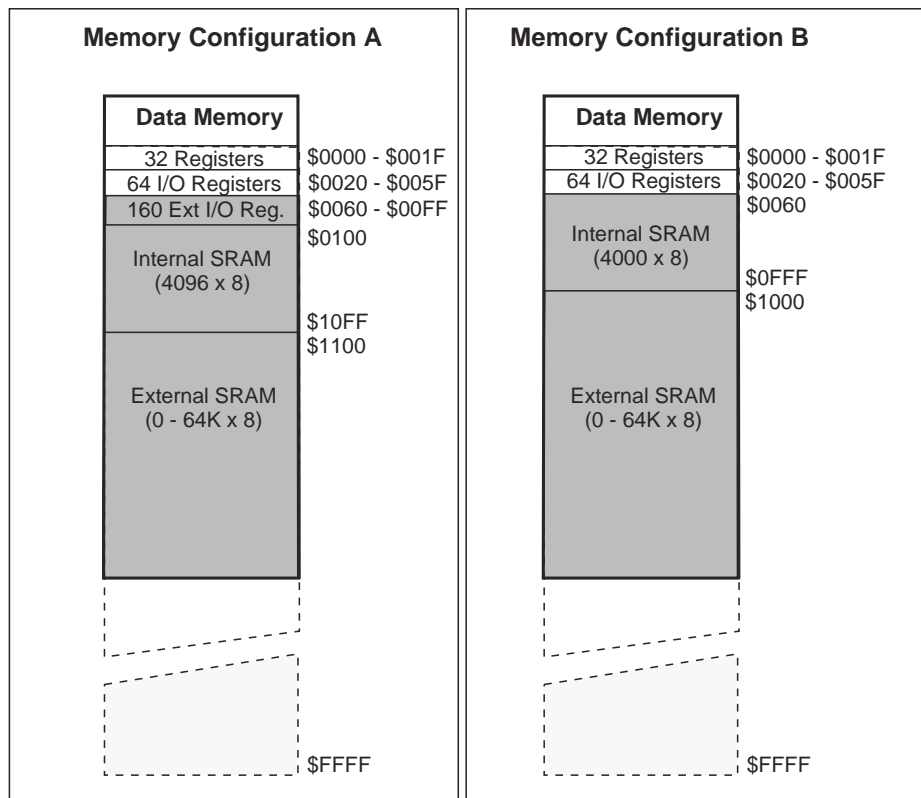 Memory Configuration A
Data Memory
32 Registers
$0000 - $001F
64 I/O Registers
$0020 - $005F
160 Ext I/O Reg.
$0060 - $00FF
$0100
Internal SRAM
(4096 x 8)
$10FF
$1100
External SRAM
(0 - 64K x 8)
$FFFF
Memory Configuration B
Data Memory
32 Registers
$0000 - $001F
64 I/O Registers
$0020 - $005F
$0060
Internal SRAM
(4000 x 8)
$0FFF
$1000
External SRAM
(0 - 64K x 8)
$FFFF